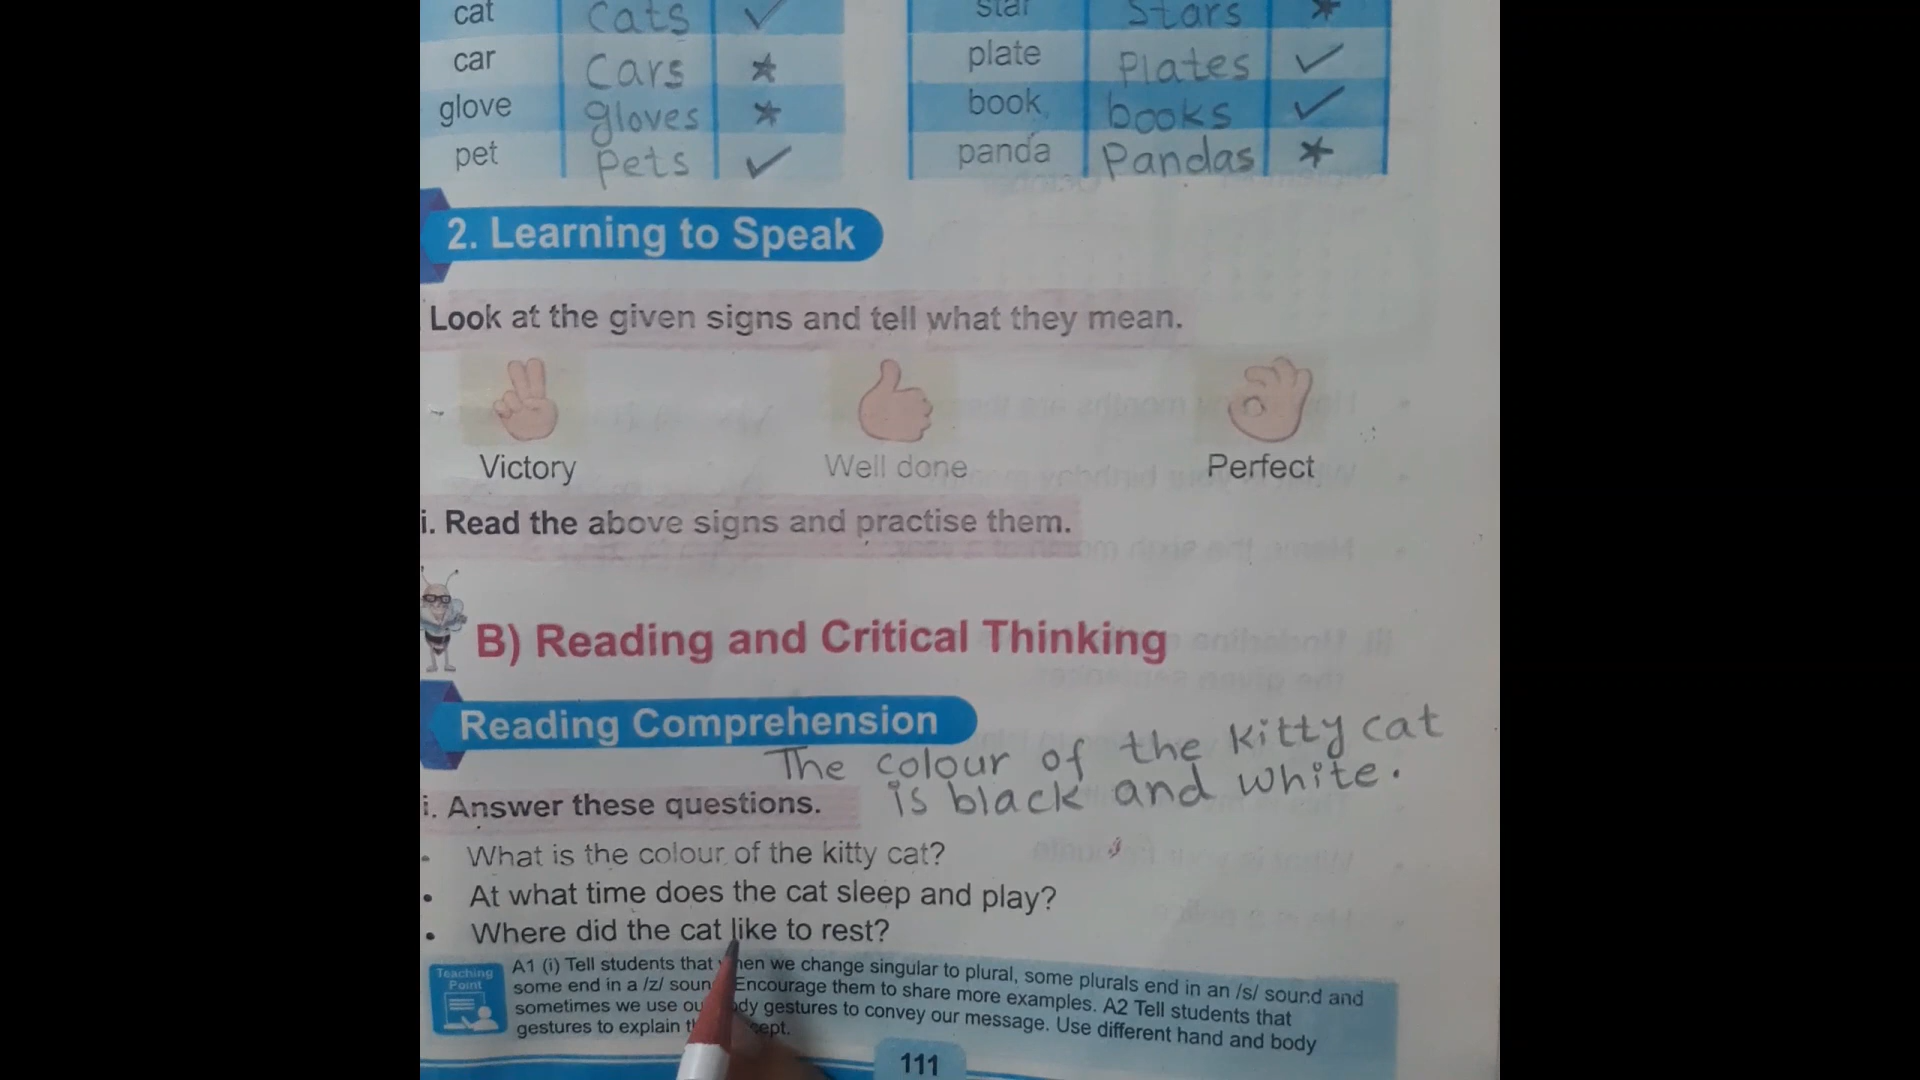 cat Cats ✓ star Stars *
car Cars * plate Plates ✓
glove gloves * book books ✓
pet Pets ✓ panda Pandas *
2. Learning to Speak
Look at the given signs and tell what they mean.
Victory Well done Perfect
i. Read the above signs and practise them.
B) Reading and Critical Thinking
Reading Comprehension
The colour of the kitty cat
is black and white.
i. Answer these questions.
• What is the colour of the kitty cat?
• At what time does the cat sleep and play?
• Where did the cat like to rest?
Teaching
Point
A1 (i) Tell students that when we change singular to plural, some plurals end in an /s/ sound and
some end in a /z/ soun Encourage them to share more examples. A2 Tell students that
sometimes we use ou dy gestures to convey our message. Use different hand and body
gestures to explain cept.
111